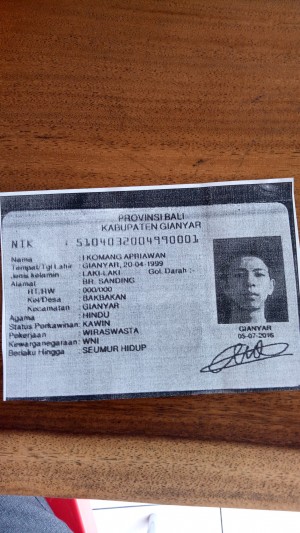 PROVINSI BALI
KABUPATEN GIANYAR
NIK : 5104032004990001
Nama : I KOMANG APRIAWAN
Tempat/Tgl Lahir : GIANYAR, 20-04-1999
Jenis kelamin : LAKI-LAKI Gol. Darah :-
Alamat : BR. SANDING
RT/RW : 000/000
Kel/Desa : BAKBAKAN
Kecamatan : GIANYAR
Agama : HINDU
Status Perkawinan: KAWIN
Pekerjaan : WIRASWASTA
Kewarganegaraan: WNI
Berlaku Hingga : SEUMUR HIDUP
GIANYAR
05-07-2016